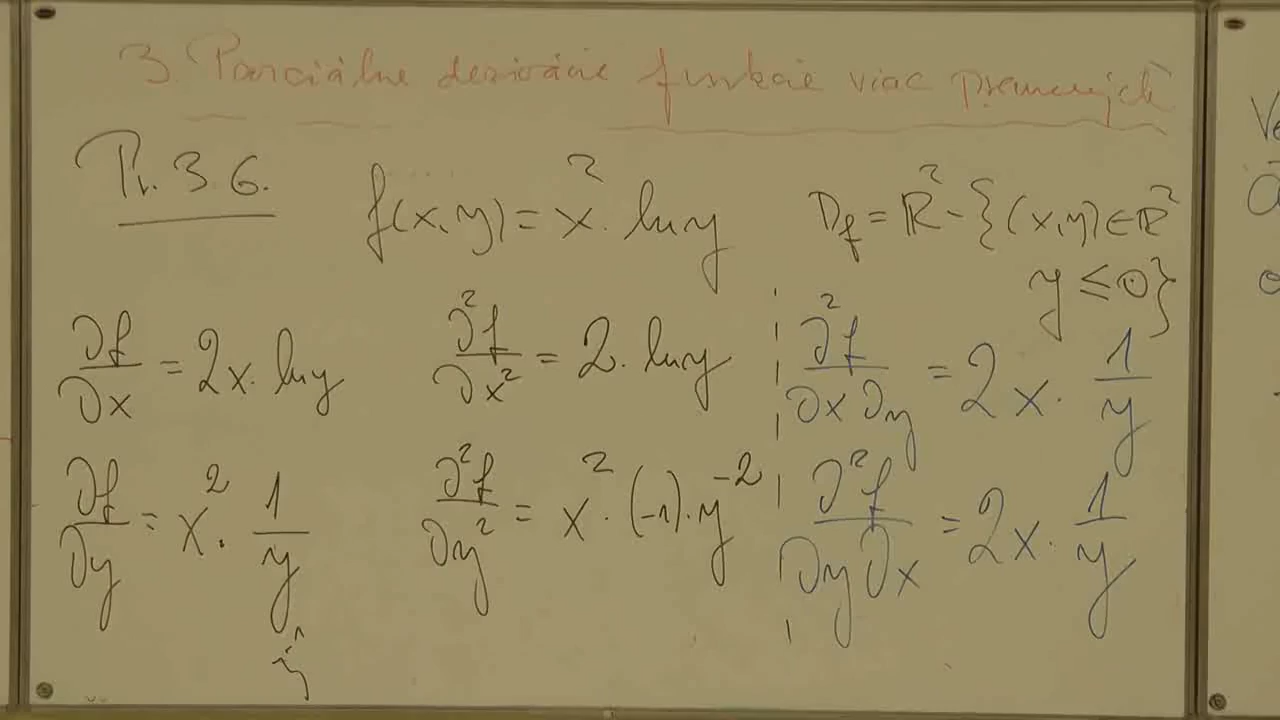 3. Parciálne derivácie funkcie viac premenných
Pr. 3.6. f(x,y) = x². ln y D_f = ℝ² - {(x,y) ∈ ℝ²
y ≤ 0}
∂f/∂x = 2x. ln y ∂²f/∂x² = 2. ln y ∂²f/∂x∂y = 2x. 1/y
∂f/∂y = x². 1/y ∂²f/∂y² = x². (-1). y⁻² ∂²f/∂y∂x = 2x. 1/y